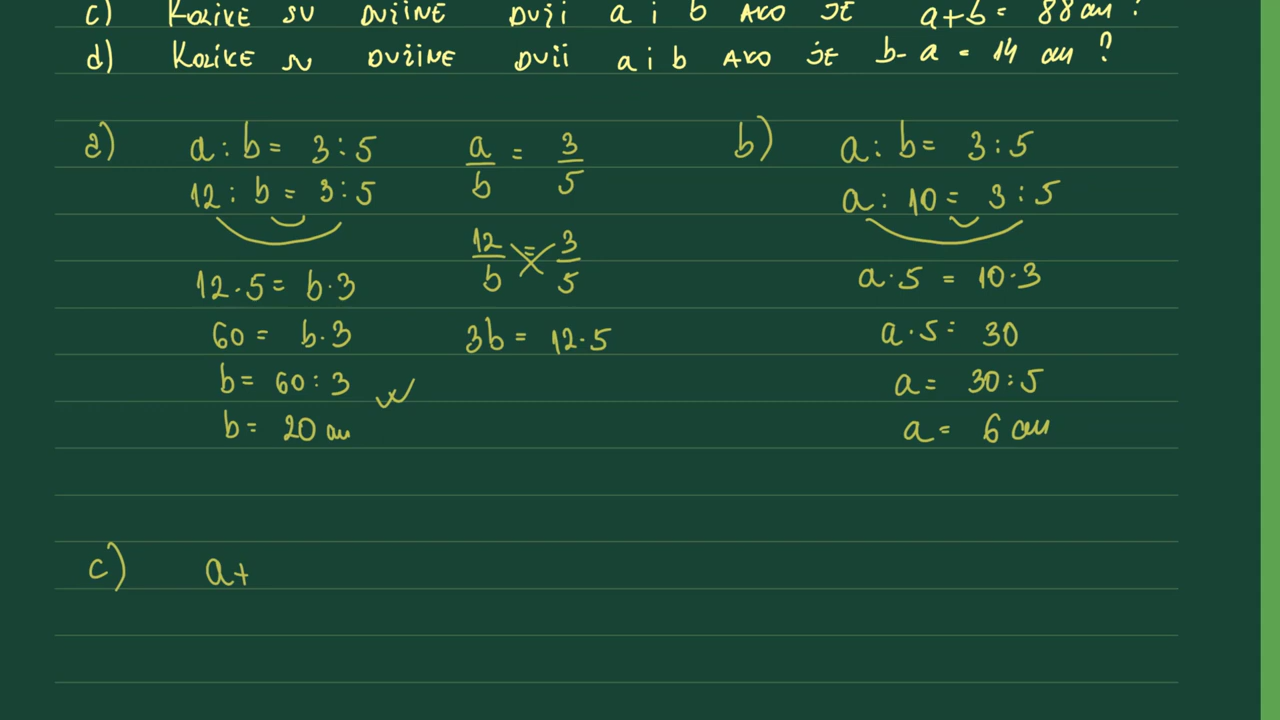 c) KOLIKE SU DUŽINE DUŽI a i b AKO JE a+b = 88 cm ?
d) KOLIKE SU DUŽINE DUŽI a i b AKO JE b-a = 14 cm ?
a) a : b = 3 : 5
12 : b = 3 : 5
12·5 = b·3
60 = b·3
b = 60 : 3
b = 20 cm
a/b = 3/5
12/b = 3/5
3b = 12·5
b) a : b = 3 : 5
a : 10 = 3 : 5
a·5 = 10·3
a·5 = 30
a = 30 : 5
a = 6 cm
c) a+